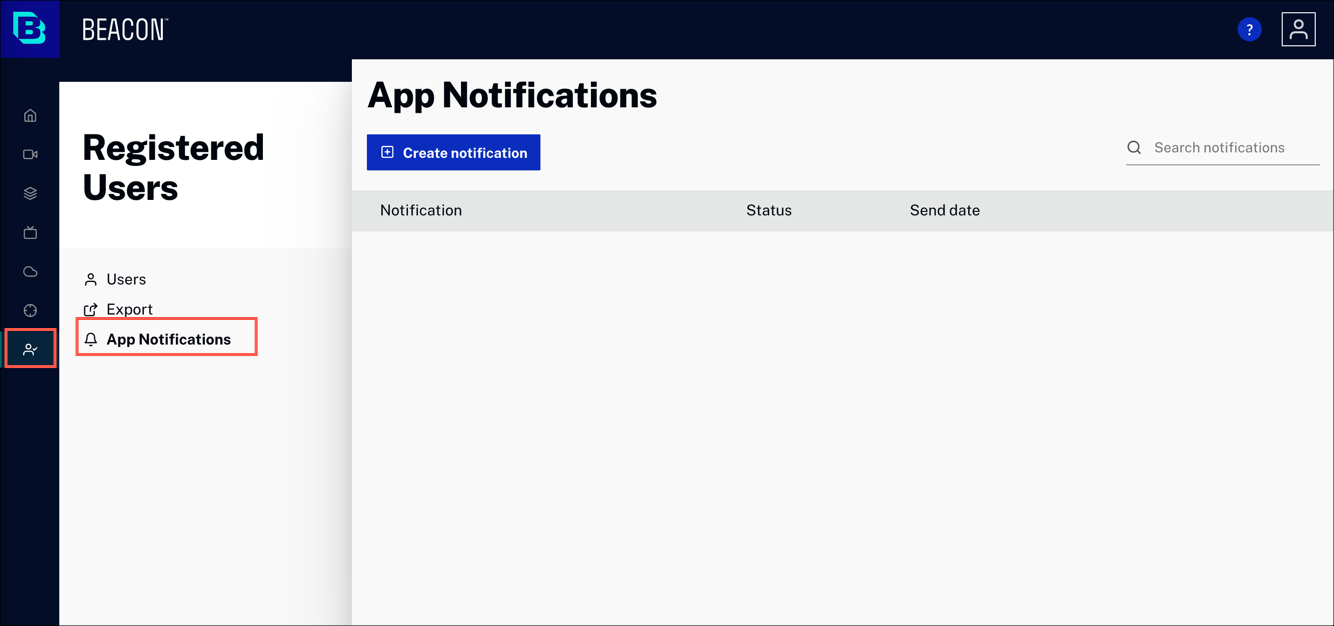 B BEACON™
?
Registered
Users
Users
Export
App Notifications
App Notifications
Create notification
Search notifications
Notification Status Send date